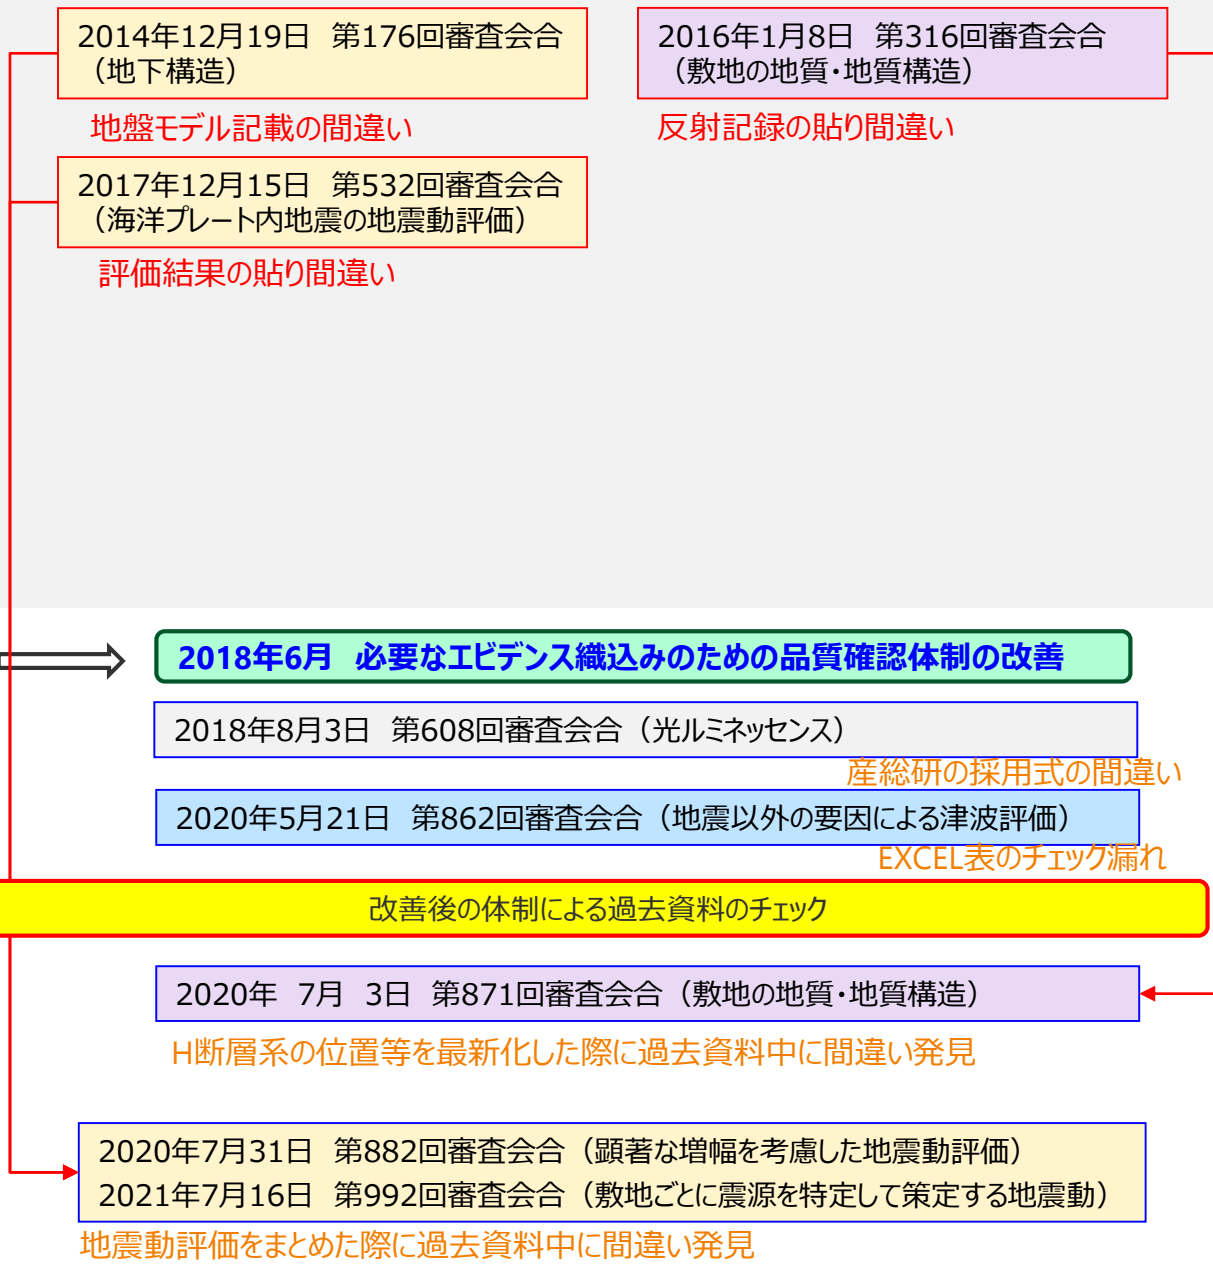 2014年12月19日 第176回審査会合
（地下構造）
地盤モデル記載の間違い
2016年1月8日 第316回審査会合
（敷地の地質・地質構造）
反射記録の貼り間違い
2017年12月15日 第532回審査会合
（海洋プレート内地震の地震動評価）
評価結果の貼り間違い
2018年6月 必要なエビデンス織込みのための品質確認体制の改善
2018年8月3日 第608回審査会合（光ルミネッセンス）
産総研の採用式の間違い
2020年5月21日 第862回審査会合（地震以外の要因による津波評価）
EXCEL表のチェック漏れ
改善後の体制による過去資料のチェック
2020年 7月 3日 第871回審査会合（敷地の地質・地質構造）
H断層系の位置等を最新化した際に過去資料中に間違い発見
2020年7月31日 第882回審査会合（顕著な増幅を考慮した地震動評価）
2021年7月16日 第992回審査会合（敷地ごとに震源を特定して策定する地震動）
地震動評価をまとめた際に過去資料中に間違い発見